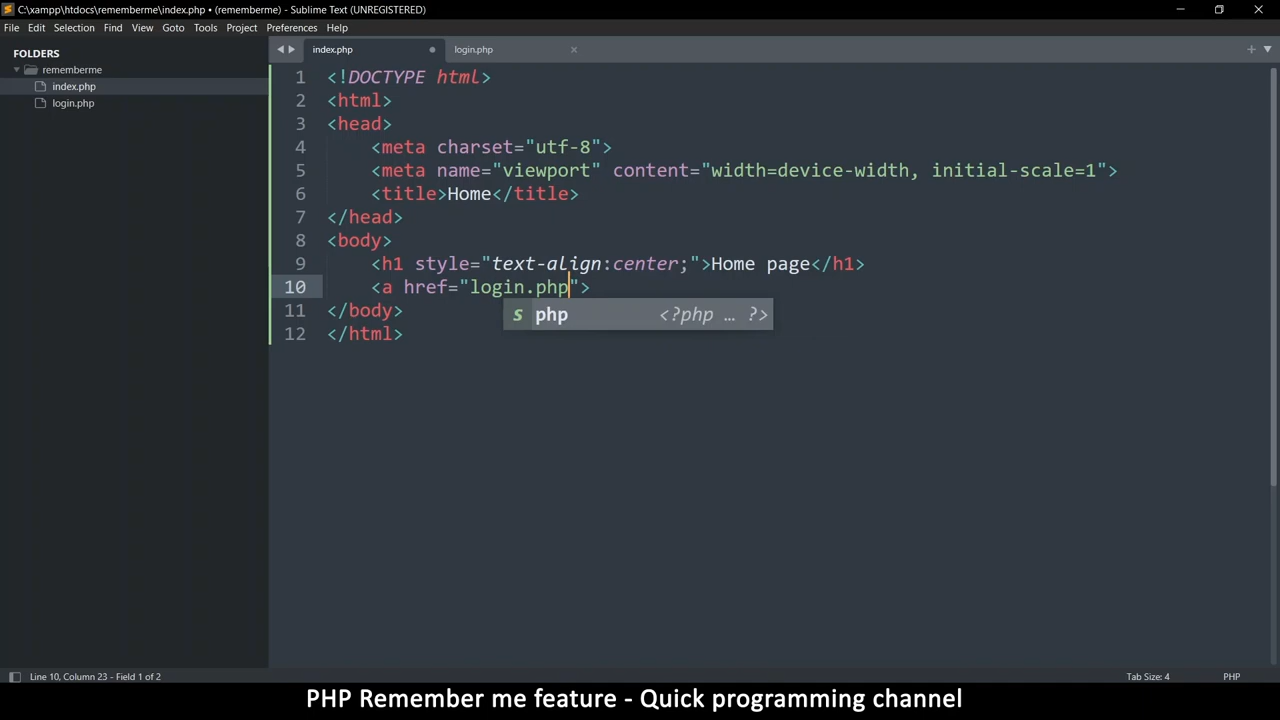 C:\xampp\htdocs\rememberme\index.php • (rememberme) - Sublime Text (UNREGISTERED)
File Edit Selection Find View Goto Tools Project Preferences Help
FOLDERS
rememberme
index.php
login.php
index.php login.php
1 <!DOCTYPE html>
2 <html>
3 <head>
4 <meta charset="utf-8">
5 <meta name="viewport" content="width=device-width, initial-scale=1">
6 <title>Home</title>
7 </head>
8 <body>
9 <h1 style="text-align:center;">Home page</h1>
10 <a href="login.php">
s php <?php … ?>
11 </body>
12 </html>
Line 10, Column 23 - Field 1 of 2 Tab Size: 4 PHP
PHP Remember me feature - Quick programming channel